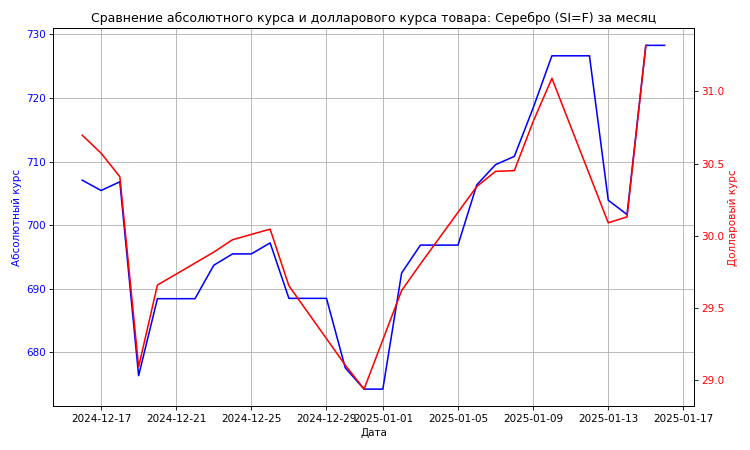 Сравнение абсолютного курса и долларового курса товара: Серебро (SI=F) за месяц
730
720
710
700
690
680
Абсолютный курс
31.0
30.5
30.0
29.5
29.0
Долларовый курс
2024-12-17 2024-12-21 2024-12-25 2024-12-29 2025-01-01 2025-01-05 2025-01-09 2025-01-13 2025-01-17
Дата